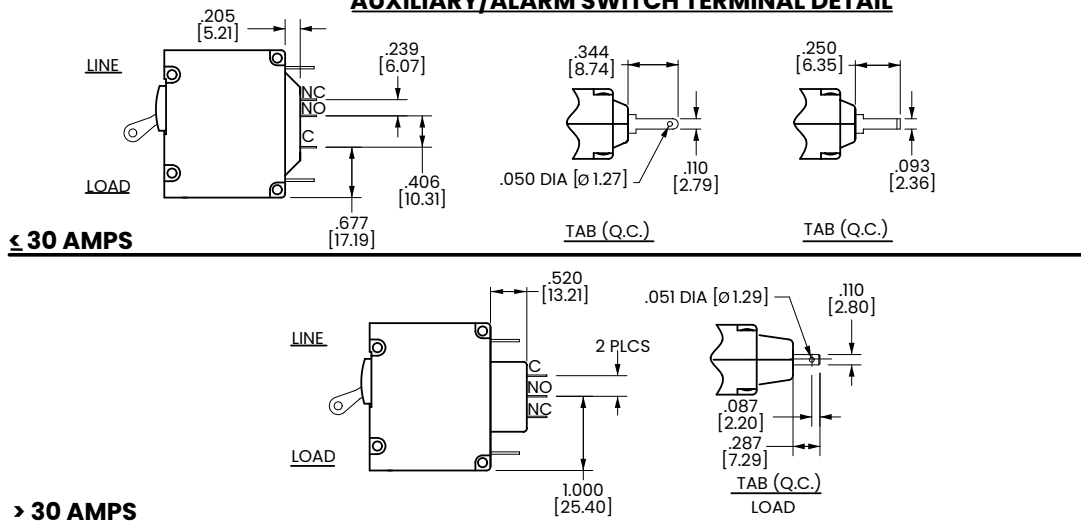 AUXILIARY/ALARM SWITCH TERMINAL DETAIL
.205
[5.21]
LINE
.239
[6.07]
NC
NO
C
LOAD
.406
[10.31]
.677
[17.19]
.344
[8.74]
.050 DIA [Ø 1.27]
.110
[2.79]
TAB (Q.C.)
.250
[6.35]
.093
[2.36]
TAB (Q.C.)
≤ 30 AMPS
.520
[13.21]
LINE
2 PLCS
C
NO
NC
LOAD
1.000
[25.40]
.051 DIA [Ø 1.29]
.110
[2.80]
.087
[2.20]
.287
[7.29]
TAB (Q.C.)
LOAD
> 30 AMPS